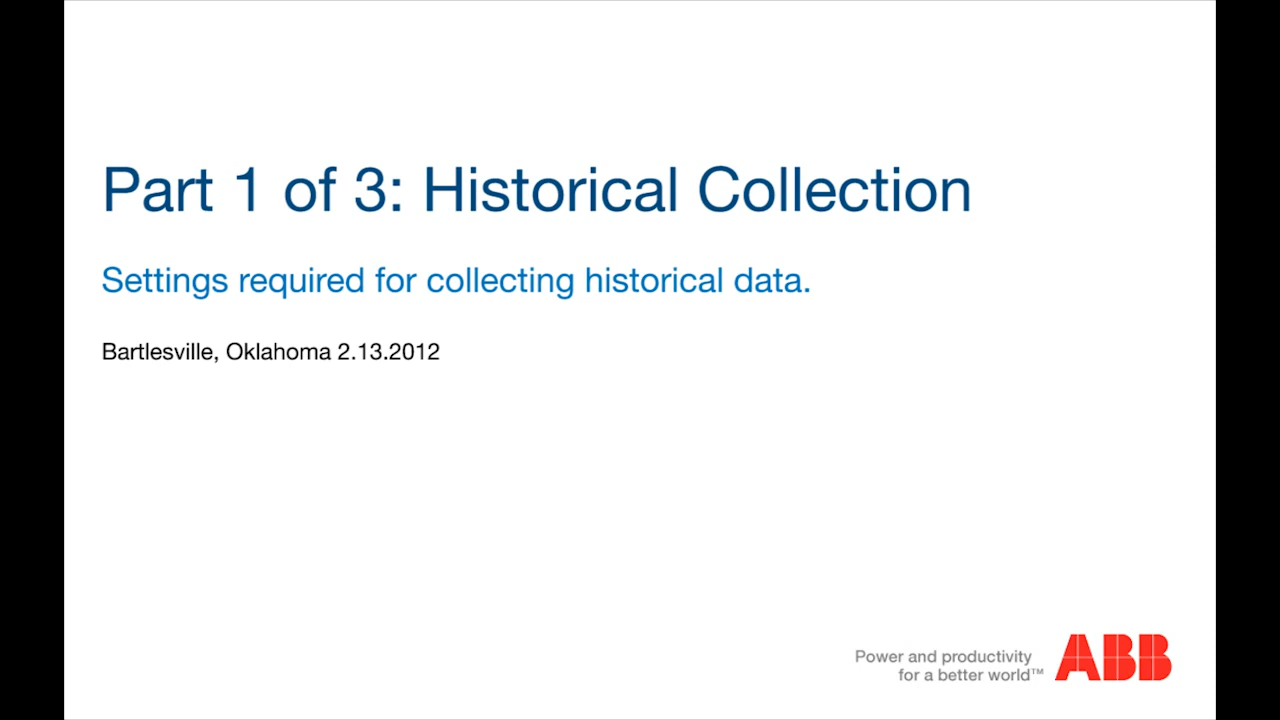 Part 1 of 3: Historical Collection
Settings required for collecting historical data.
Bartlesville, Oklahoma 2.13.2012
Power and productivity
for a better world™
ABB